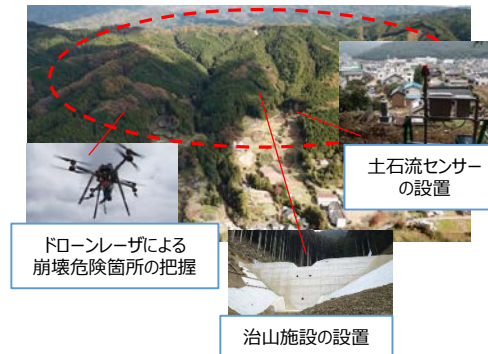 土石流センサー
の設置
ドローンレーザによる
崩壊危険箇所の把握
治山施設の設置